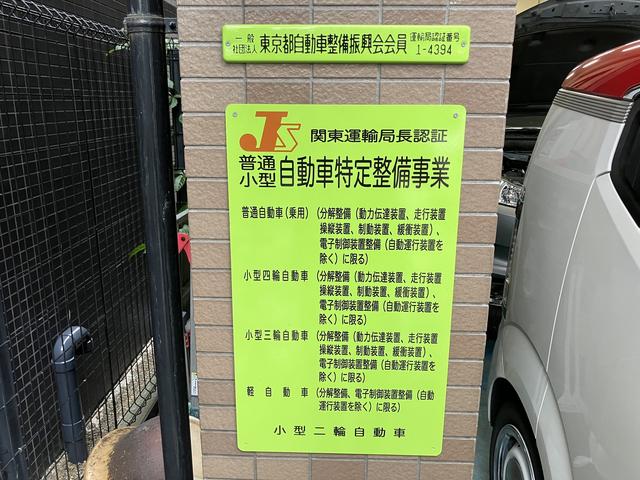 一般社団法人 東京都自動車整備振興会会員 運輸局認証番号 1-4394
JS 関東運輸局長認証
普通小型 自動車特定整備事業
普通自動車(乗用) (分解整備(動力伝達装置、走行装置
操縦装置、制動装置、緩衝装置)、
電子制御装置整備(自動運行装置を
除く)に限る)
小型四輪自動車 (分解整備(動力伝達装置、走行装置
操縦装置、制動装置、緩衝装置)、
電子制御装置整備(自動運行装置
を除く)に限る)
小型三輪自動車 (分解整備(動力伝達装置、走行装置
操縦装置、制動装置、緩衝装置)、
電子制御装置整備(自動運行装置を
除く)に限る)
軽自動車 (分解整備、電子制御装置整備(自動
運行装置を除く)に限る)
小型二輪自動車